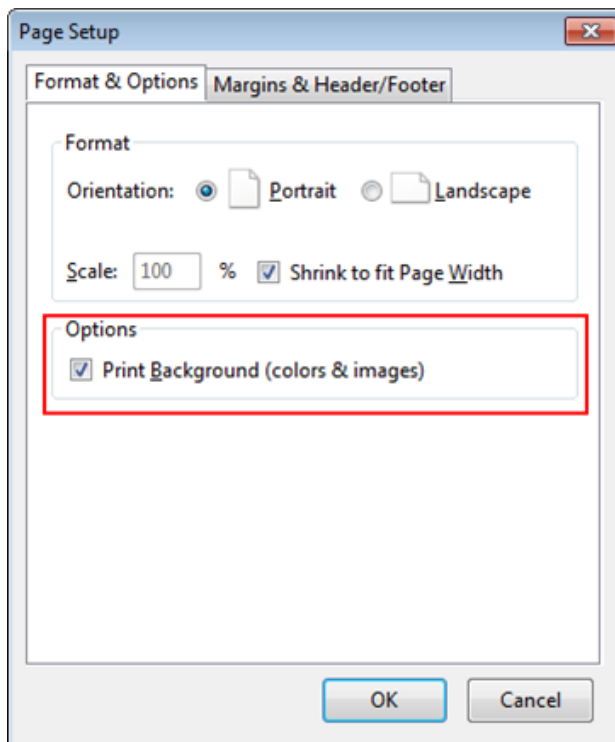 Page Setup
Format & Options Margins & Header/Footer
Format
Orientation: Portrait Landscape
Scale: 100 % Shrink to fit Page Width
Options
Print Background (colors & images)
OK Cancel